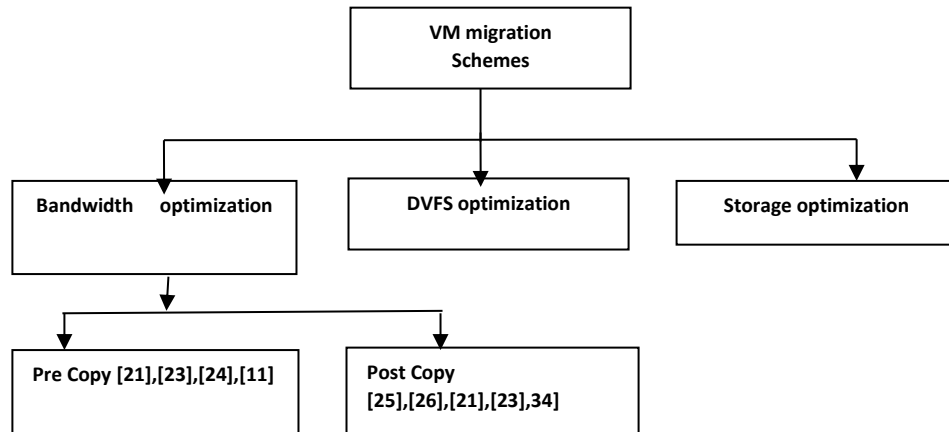 VM migration
Schemes
Bandwidth optimization
DVFS optimization
Storage optimization
Pre Copy [21],[23],[24],[11]
Post Copy
[25],[26],[21],[23],34]